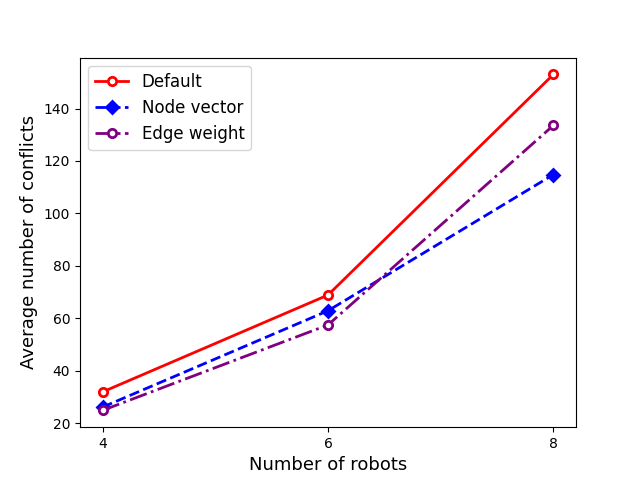 Default
Node vector
Edge weight
Average number of conflicts
140
120
100
80
60
40
20
4 6 8
Number of robots